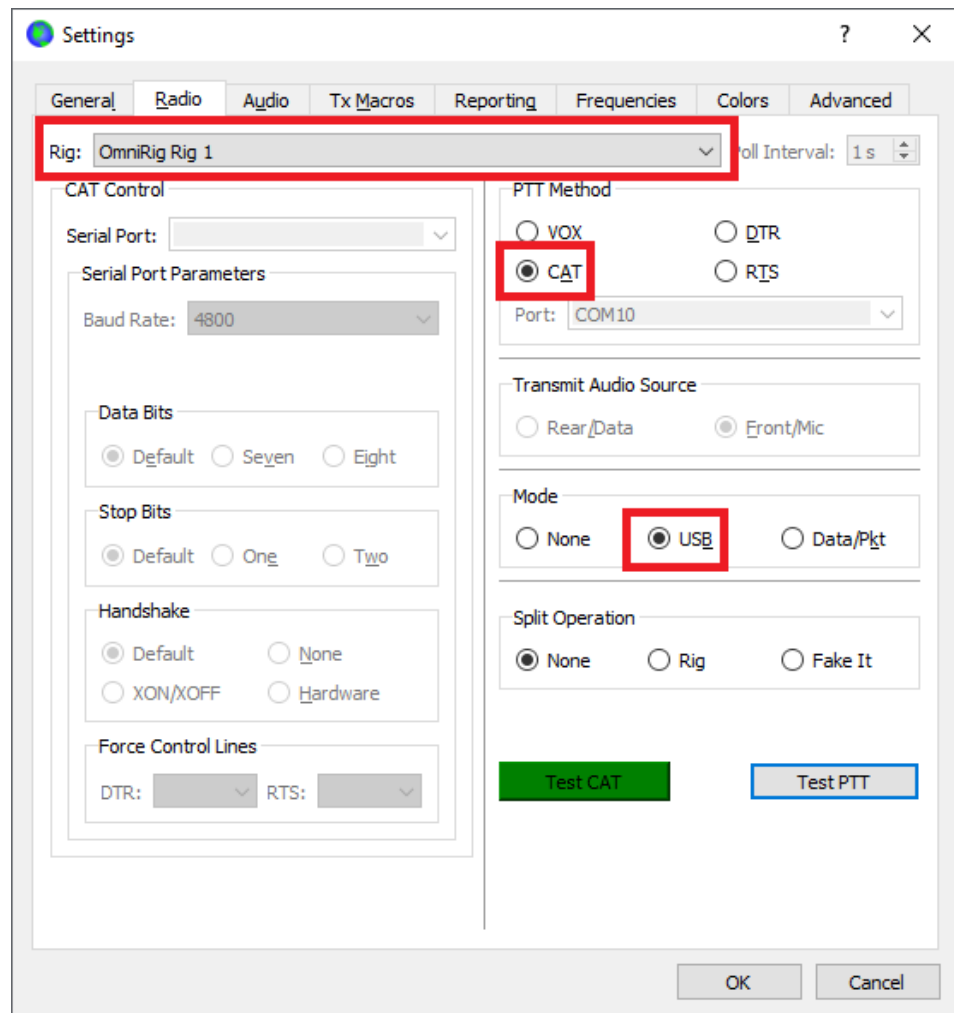 Settings
?
General Radio Audio Tx Macros Reporting Frequencies Colors Advanced
Rig: OmniRig Rig 1
Poll Interval: 1 s
CAT Control
Serial Port:
Serial Port Parameters
Baud Rate: 4800
Data Bits
Default Seven Eight
Stop Bits
Default One Two
Handshake
Default None
XON/XOFF Hardware
Force Control Lines
DTR: RTS:
PTT Method
VOX DTR
CAT RTS
Port: COM10
Transmit Audio Source
Rear/Data Front/Mic
Mode
None USB Data/Pkt
Split Operation
None Rig Fake It
Test CAT Test PTT
OK Cancel